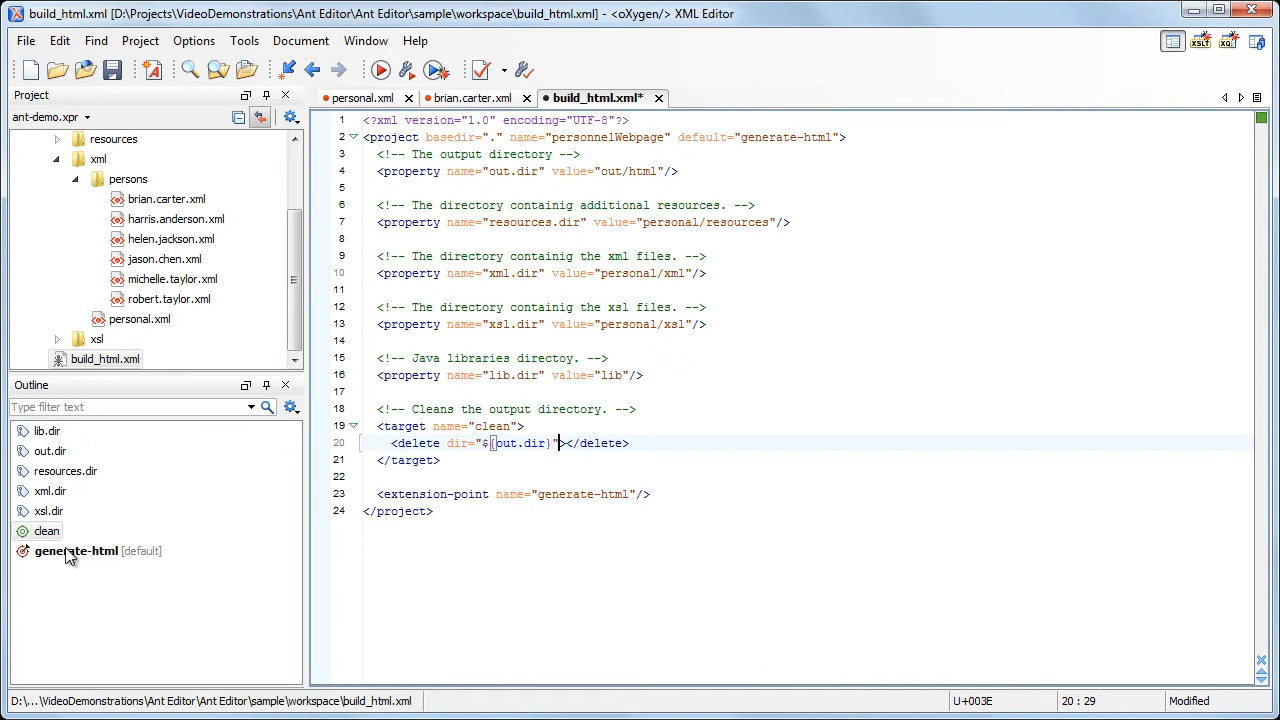 build_html.xml [D:\Projects\VideoDemonstrations\Ant Editor\Ant Editor\sample\workspace\build_html.xml] - <oXygen/> XML Editor
File Edit Find Project Options Tools Document Window Help
Project
ant-demo.xpr
resources
xml
persons
brian.carter.xml
harris.anderson.xml
helen.jackson.xml
jason.chen.xml
michelle.taylor.xml
robert.taylor.xml
personal.xml
xsl
build_html.xml
Outline
Type filter text
lib.dir
out.dir
resources.dir
xml.dir
xsl.dir
clean
generate-html [default]
personal.xml brian.carter.xml build_html.xml*
1 <?xml version="1.0" encoding="UTF-8"?>
2 <project basedir="." name="personnelWebpage" default="generate-html">
3 <!-- The output directory -->
4 <property name="out.dir" value="out/html"/>
5
6 <!-- The directory containig additional resources. -->
7 <property name="resources.dir" value="personal/resources"/>
8
9 <!-- The directory containig the xml files. -->
10 <property name="xml.dir" value="personal/xml"/>
11
12 <!-- The directory containig the xsl files. -->
13 <property name="xsl.dir" value="personal/xsl"/>
14
15 <!-- Java libraries directoy. -->
16 <property name="lib.dir" value="lib"/>
17
18 <!-- Cleans the output directory. -->
19 <target name="clean">
20 <delete dir="${out.dir}"></delete>
21 </target>
22
23 <extension-point name="generate-html"/>
24 </project>
D:\...\VideoDemonstrations\Ant Editor\Ant Editor\sample\workspace\build_html.xml U+003E 20 : 29 Modified